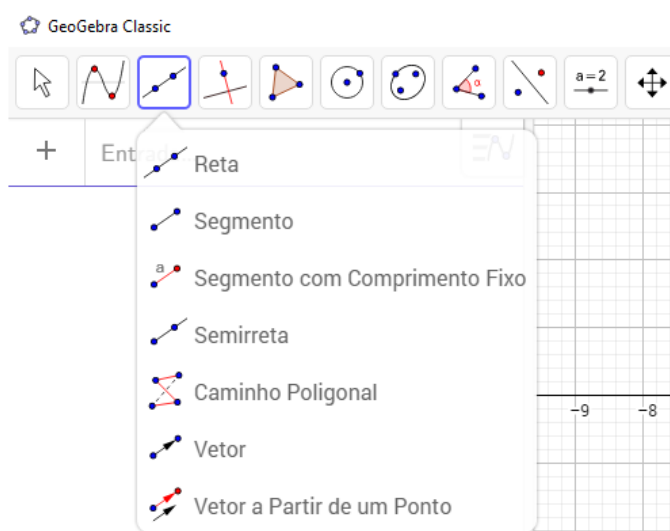 GeoGebra Classic
a=2
α
+ Entrada
Reta
Segmento
a
Segmento com Comprimento Fixo
Semirreta
Caminho Poligonal
Vetor
Vetor a Partir de um Ponto
−9 −8